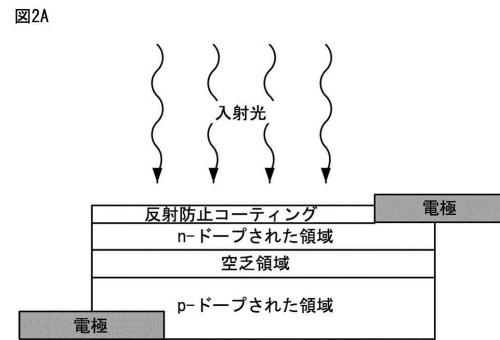 図2A
入射光
反射防止コーティング
電極
n-ドープされた領域
空乏領域
p-ドープされた領域
電極